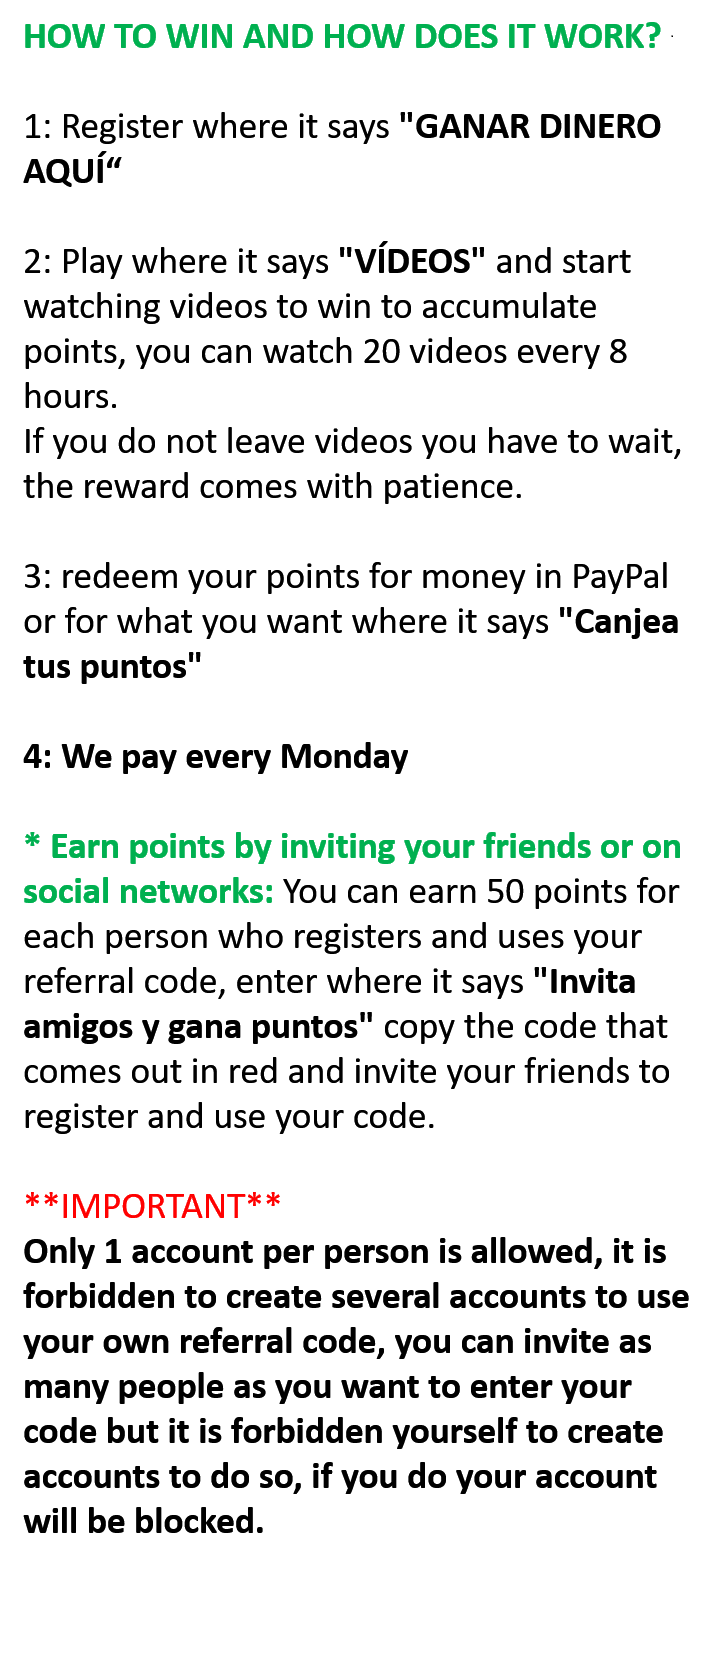 HOW TO WIN AND HOW DOES IT WORK? .
1: Register where it says "GANAR DINERO
AQUÍ“
2: Play where it says "VÍDEOS" and start
watching videos to win to accumulate
points, you can watch 20 videos every 8
hours.
If you do not leave videos you have to wait,
the reward comes with patience.
3: redeem your points for money in PayPal
or for what you want where it says "Canjea
tus puntos"
4: We pay every Monday
* Earn points by inviting your friends or on
social networks: You can earn 50 points for
each person who registers and uses your
referral code, enter where it says "Invita
amigos y gana puntos" copy the code that
comes out in red and invite your friends to
register and use your code.
**IMPORTANT**
Only 1 account per person is allowed, it is
forbidden to create several accounts to use
your own referral code, you can invite as
many people as you want to enter your
code but it is forbidden yourself to create
accounts to do so, if you do your account
will be blocked.